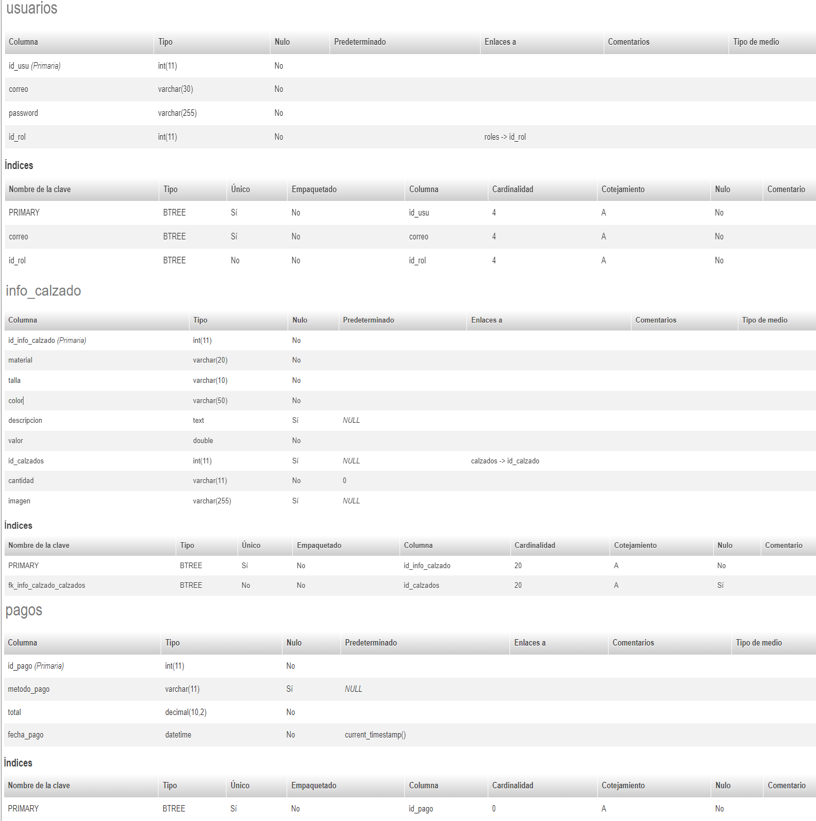 usuarios
Columna Tipo Nulo Predeterminado Enlaces a Comentarios Tipo de medio
id_usu (Primaria) int(11) No
correo varchar(30) No
password varchar(255) No
id_rol int(11) No roles -> id_rol
Índices
Nombre de la clave Tipo Único Empaquetado Columna Cardinalidad Cotejamiento Nulo Comentario
PRIMARY BTREE Sí No id_usu 4 A No
correo BTREE Sí No correo 4 A No
id_rol BTREE No No id_rol 4 A No
info_calzado
Columna Tipo Nulo Predeterminado Enlaces a Comentarios Tipo de medio
id_info_calzado (Primaria) int(11) No
material varchar(20) No
talla varchar(10) No
color varchar(50) No
descripcion text Sí NULL
valor double No
id_calzados int(11) Sí NULL calzados -> id_calzado
cantidad varchar(11) No 0
imagen varchar(255) Sí NULL
Índices
Nombre de la clave Tipo Único Empaquetado Columna Cardinalidad Cotejamiento Nulo Comentario
PRIMARY BTREE Sí No id_info_calzado 20 A No
fk_info_calzado_calzados BTREE No No id_calzados 20 A Sí
pagos
Columna Tipo Nulo Predeterminado Enlaces a Comentarios Tipo de medio
id_pago (Primaria) int(11) No
metodo_pago varchar(11) Sí NULL
total decimal(10,2) No
fecha_pago datetime No current_timestamp()
Índices
Nombre de la clave Tipo Único Empaquetado Columna Cardinalidad Cotejamiento Nulo Comentario
PRIMARY BTREE Sí No id_pago 0 A No